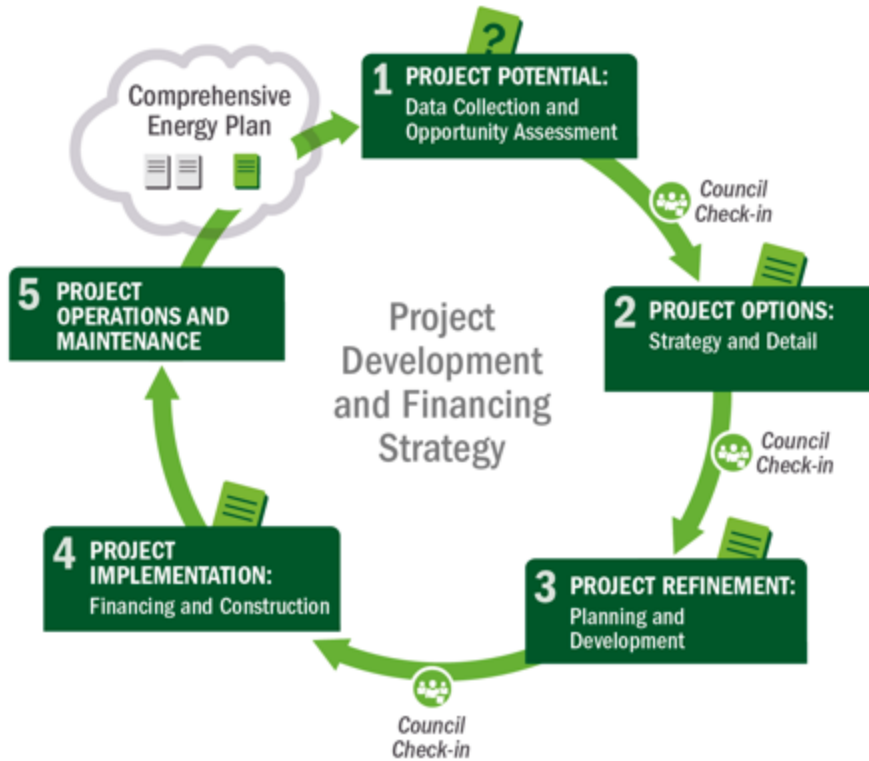 Comprehensive
Energy Plan
?
1 PROJECT POTENTIAL:
Data Collection and
Opportunity Assessment
Council
Check-in
2 PROJECT OPTIONS:
Strategy and Detail
Council
Check-in
3 PROJECT REFINEMENT:
Planning and
Development
Council
Check-in
4 PROJECT
IMPLEMENTATION:
Financing and Construction
5 PROJECT
OPERATIONS AND
MAINTENANCE
Project
Development
and Financing
Strategy